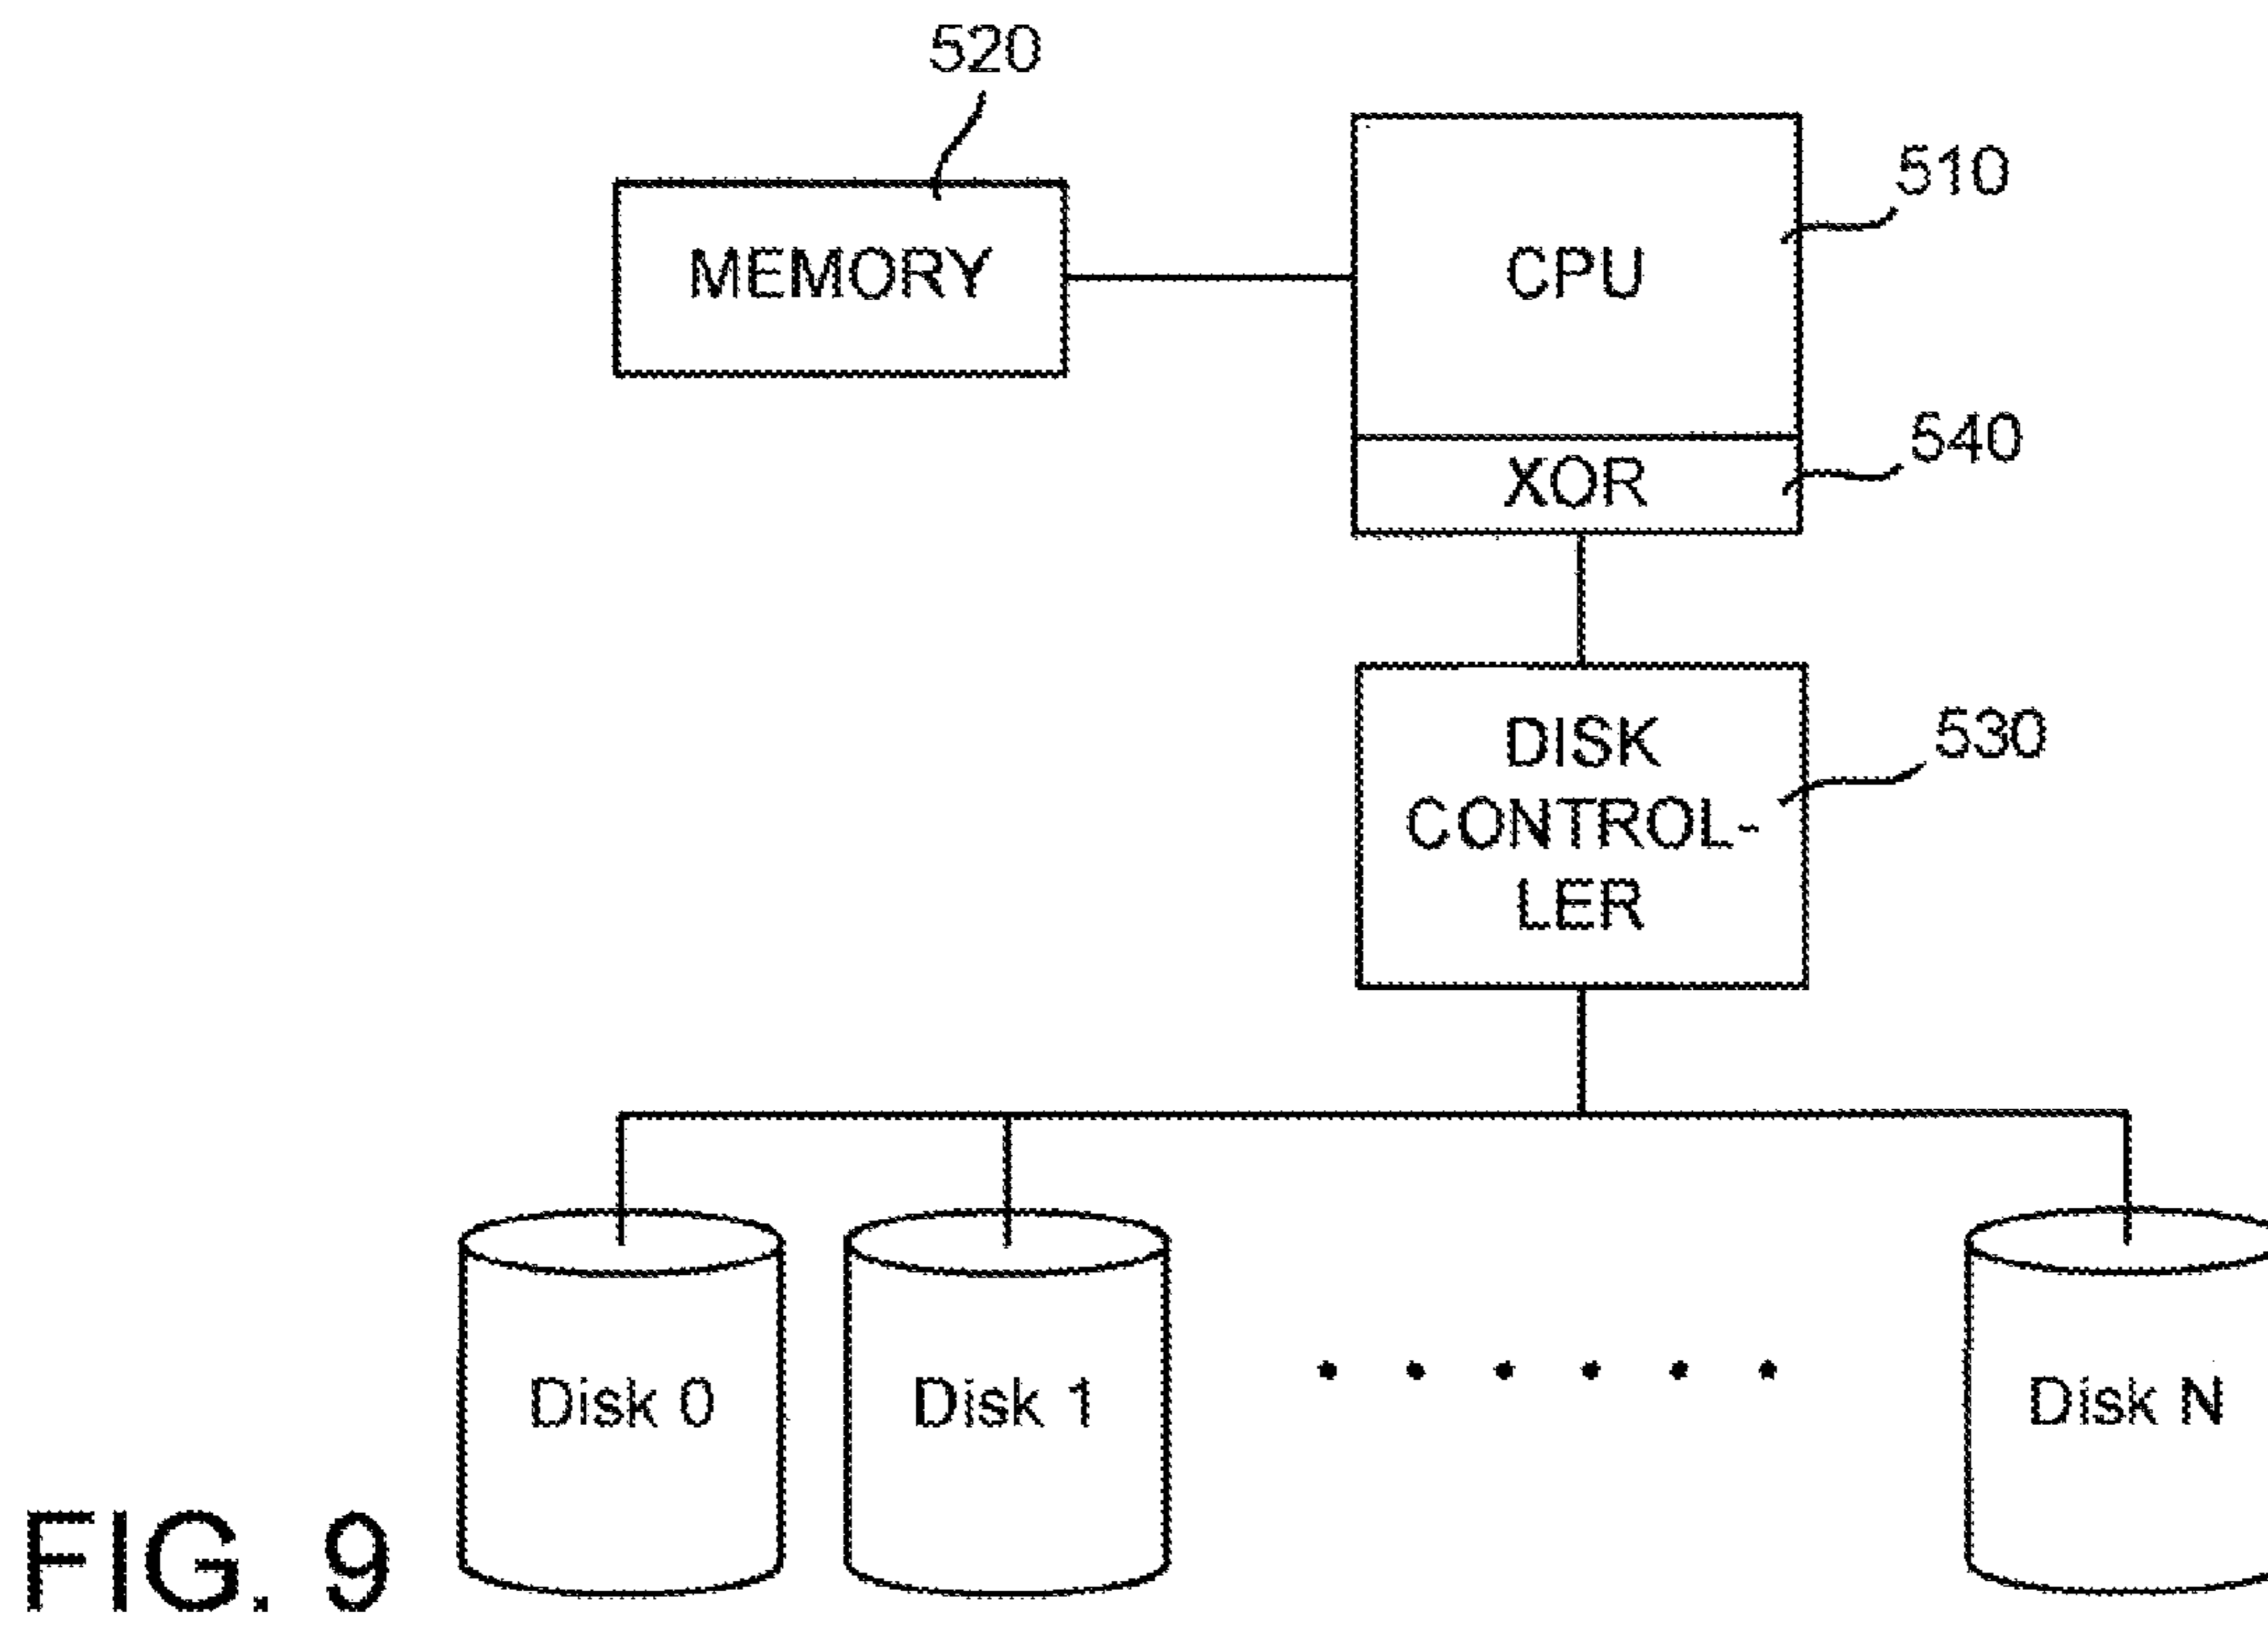 520
510
MEMORY
CPU
540
XOR
530
DISK
CONTROL-
LER
Disk 0
Disk 1
Disk N
FIG. 9